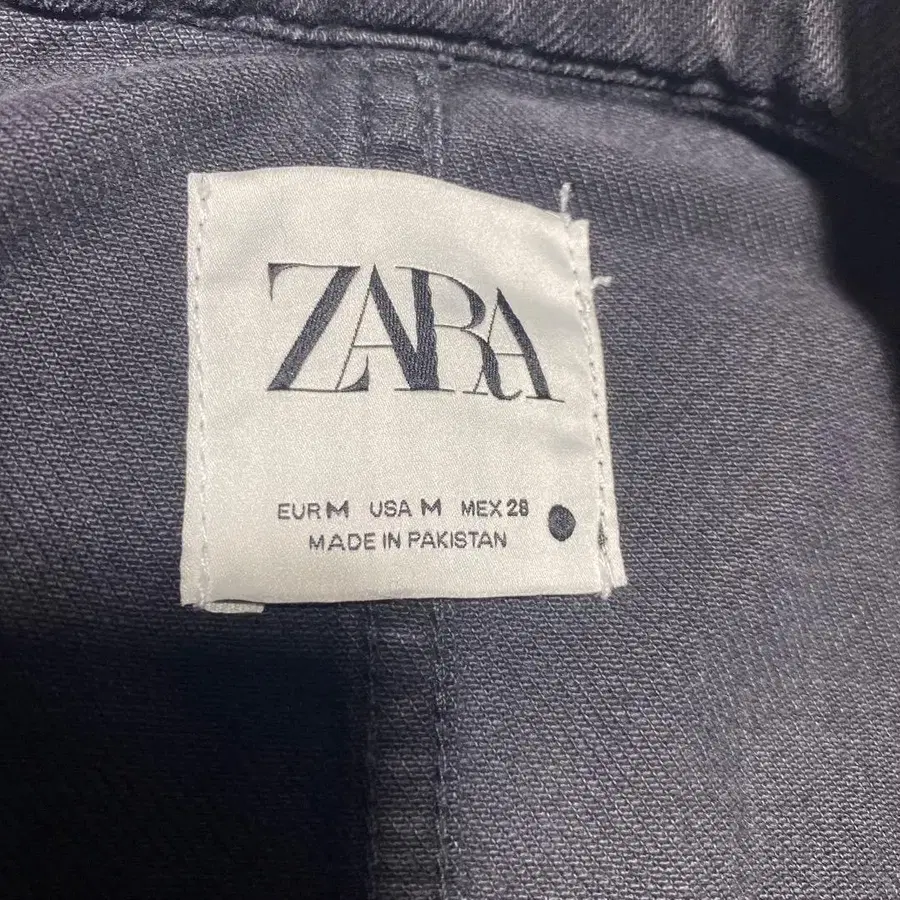 ZARA
EUR M USA M MEX 28
MADE IN PAKISTAN